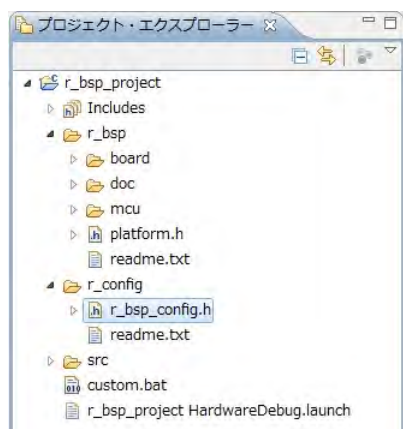 プロジェクト・エクスプローラー
r_bsp_project
Includes
r_bsp
board
doc
mcu
platform.h
readme.txt
r_config
r_bsp_config.h
readme.txt
src
custom.bat
r_bsp_project HardwareDebug.launch